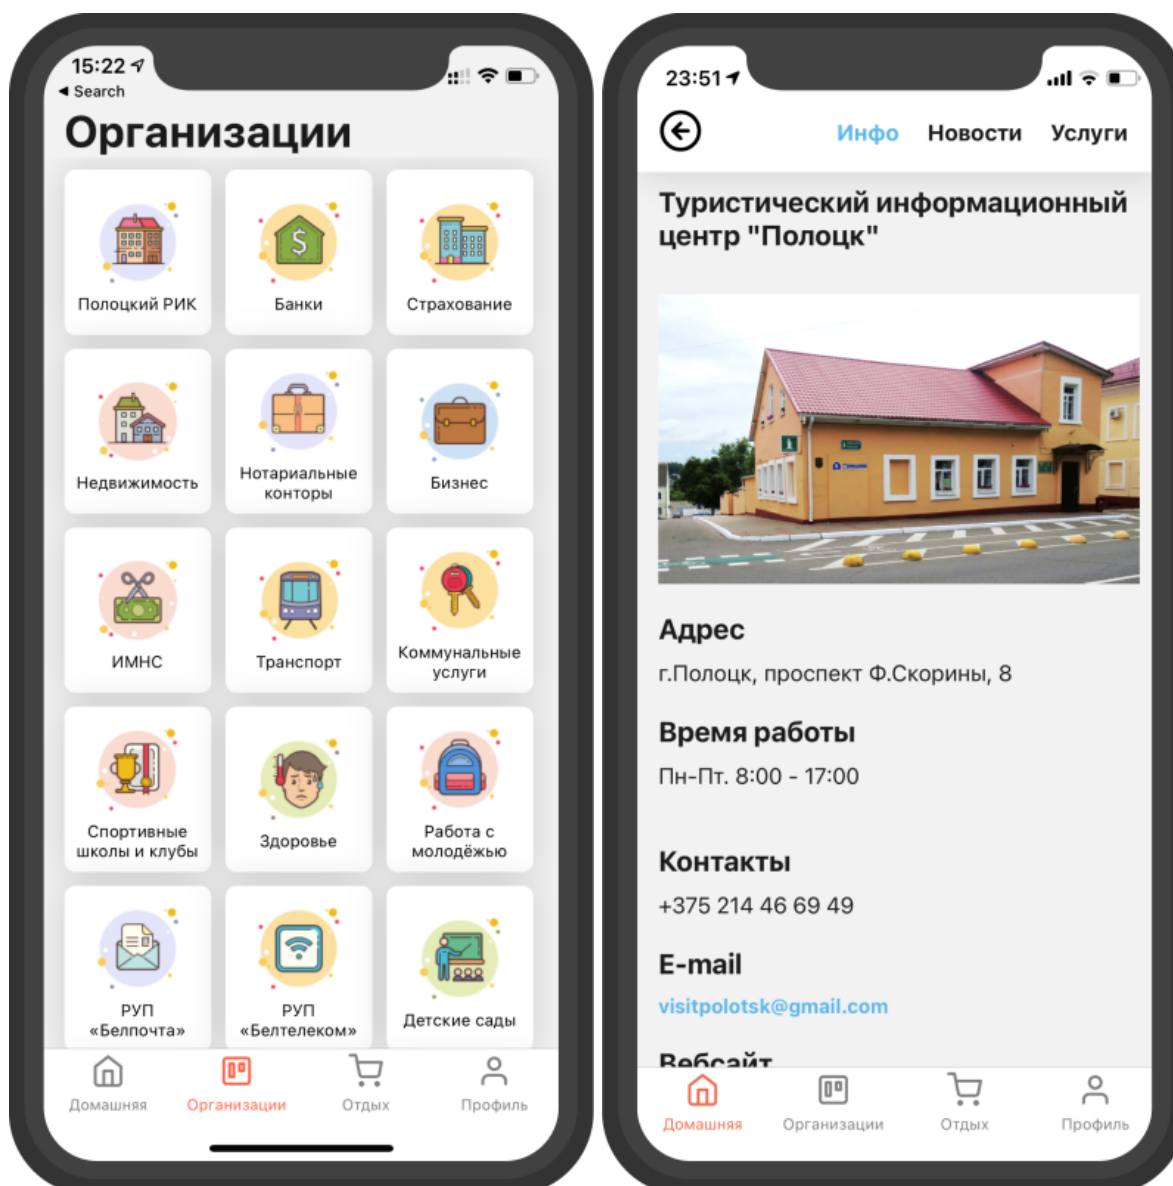 15:22
◀ Search
Организации
Полоцкий РИК
Банки
Страхование
Недвижимость
Нотариальные
конторы
Бизнес
ИМНС
Транспорт
Коммунальные
услуги
Спортивные
школы и клубы
Здоровье
Работа с
молодёжью
РУП
«Белпочта»
РУП
«Белтелеком»
Детские сады
Домашняя
Организации
Отдых
Профиль
23:51
Инфо Новости Услуги
Туристический информационный
центр "Полоцк"
Адрес
г.Полоцк, проспект Ф.Скорины, 8
Время работы
Пн-Пт. 8:00 - 17:00
Контакты
+375 214 46 69 49
E-mail
visitpolotsk@gmail.com
Вебсайт
Домашняя
Организации
Отдых
Профиль